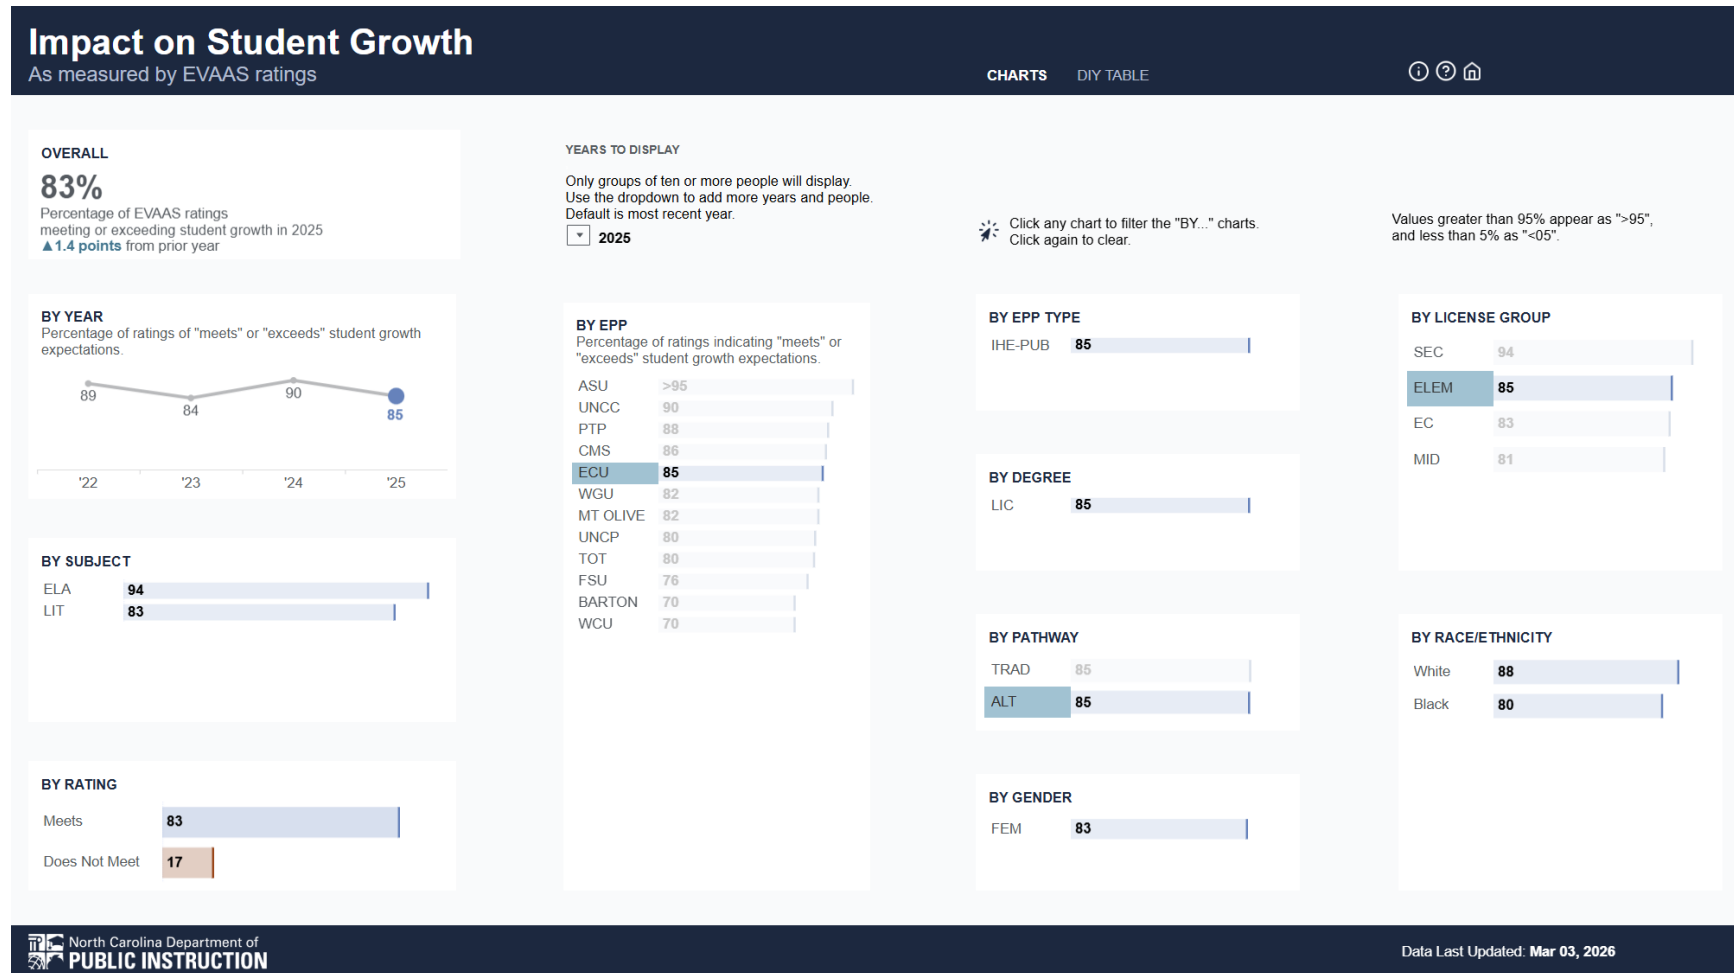 Impact on Student Growth
As measured by EVAAS ratings
CHARTS
DIY TABLE
OVERALL
83%
Percentage of EVAAS ratings
meeting or exceeding student growth in 2025
▲1.4 points from prior year
YEARS TO DISPLAY
Only groups of ten or more people will display.
Use the dropdown to add more years and people.
Default is most recent year.
2025
Click any chart to filter the "BY..." charts.
Click again to clear.
Values greater than 95% appear as ">95",
and less than 5% as "<05".
BY YEAR
Percentage of ratings of "meets" or "exceeds" student growth
expectations.
89
84
90
85
'22
'23
'24
'25
BY SUBJECT
ELA 94
LIT 83
BY RATING
Meets 83
Does Not Meet 17
BY EPP
Percentage of ratings indicating "meets" or
"exceeds" student growth expectations.
ASU >95
UNCC 90
PTP 88
CMS 86
ECU 85
WGU 82
MT OLIVE 82
UNCP 80
TOT 80
FSU 76
BARTON 70
WCU 70
BY EPP TYPE
IHE-PUB 85
BY DEGREE
LIC 85
BY PATHWAY
TRAD 85
ALT 85
BY GENDER
FEM 83
BY LICENSE GROUP
SEC 94
ELEM 85
EC 83
MID 81
BY RACE/ETHNICITY
White 88
Black 80
North Carolina Department of
PUBLIC INSTRUCTION
Data Last Updated: Mar 03, 2026